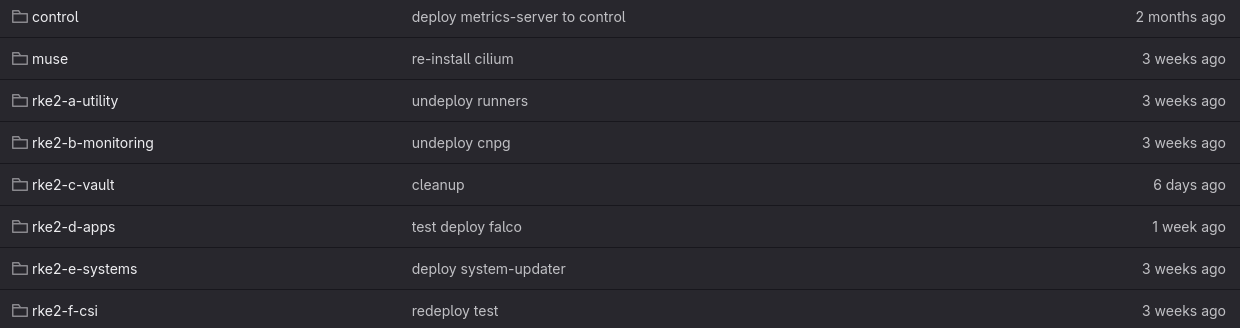 control deploy metrics-server to control 2 months ago
muse re-install cilium 3 weeks ago
rke2-a-utility undeploy runners 3 weeks ago
rke2-b-monitoring undeploy cnpg 3 weeks ago
rke2-c-vault cleanup 6 days ago
rke2-d-apps test deploy falco 1 week ago
rke2-e-systems deploy system-updater 3 weeks ago
rke2-f-csi redeploy test 3 weeks ago